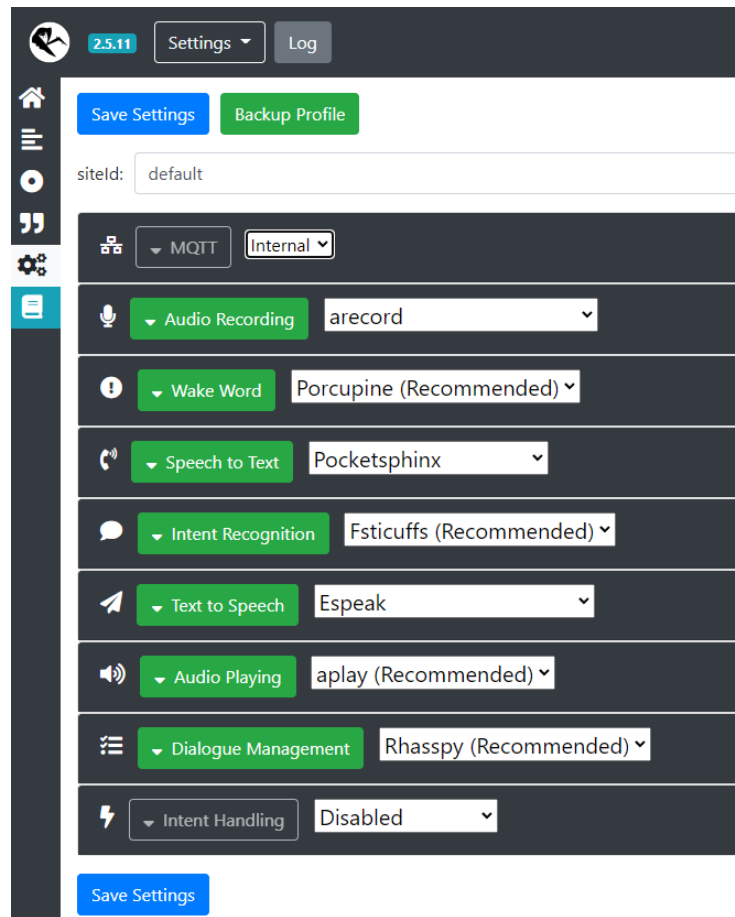 2.5.11 Settings Log
Save Settings Backup Profile
siteId: default
MQTT Internal
Audio Recording arecord
Wake Word Porcupine (Recommended)
Speech to Text Pocketsphinx
Intent Recognition Fsticuffs (Recommended)
Text to Speech Espeak
Audio Playing aplay (Recommended)
Dialogue Management Rhasspy (Recommended)
Intent Handling Disabled
Save Settings